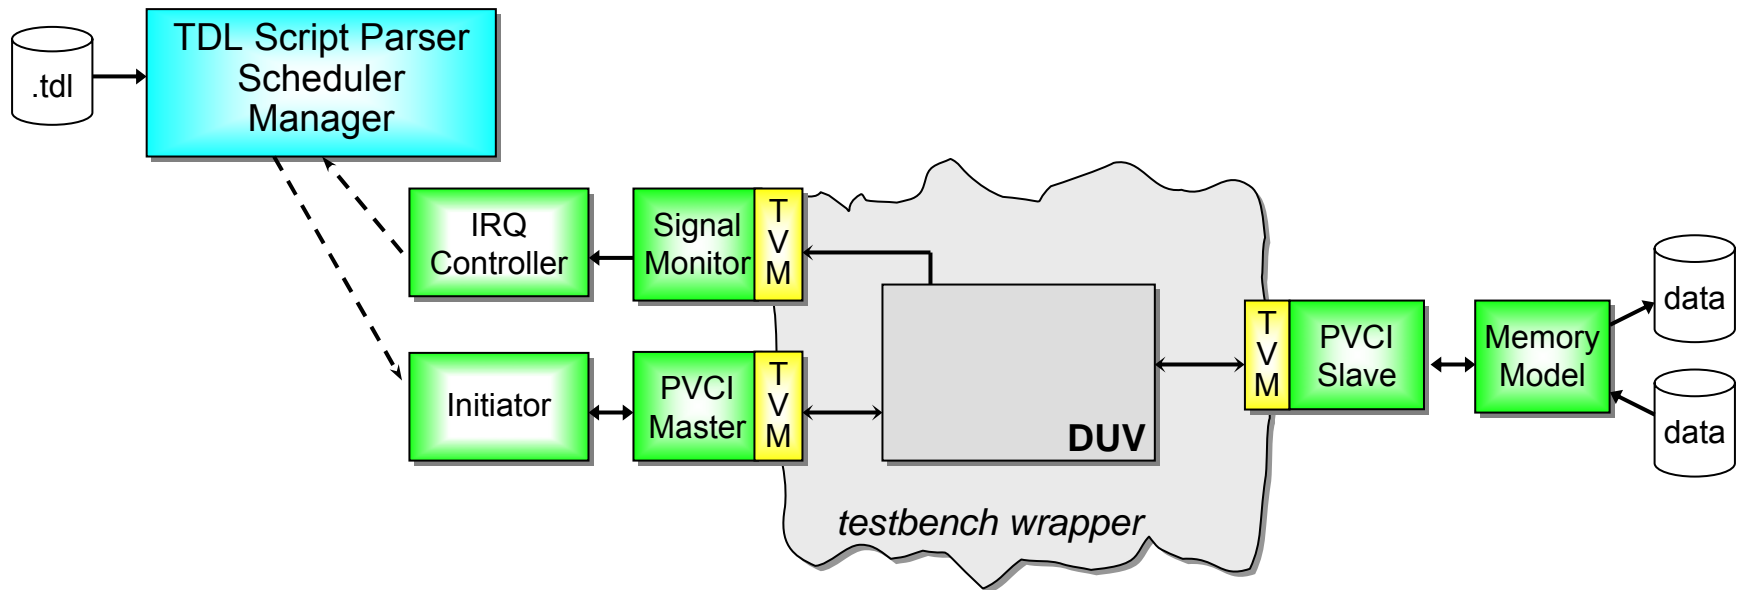 .tdl
TDL Script Parser
Scheduler
Manager
IRQ
Controller
Signal
Monitor
T
V
M
Initiator
PVCI
Master
T
V
M
DUV
testbench wrapper
T
V
M
PVCI
Slave
Memory
Model
data
data